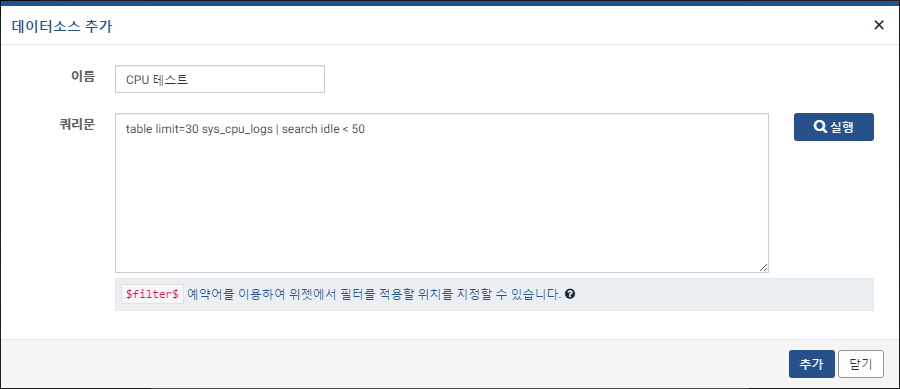 데이터소스 추가
이름
CPU 테스트
쿼리문
table limit=30 sys_cpu_logs | search idle < 50
실행
$filter$ 예약어를 이용하여 위젯에서 필터를 적용할 위치를 지정할 수 있습니다.
추가 닫기